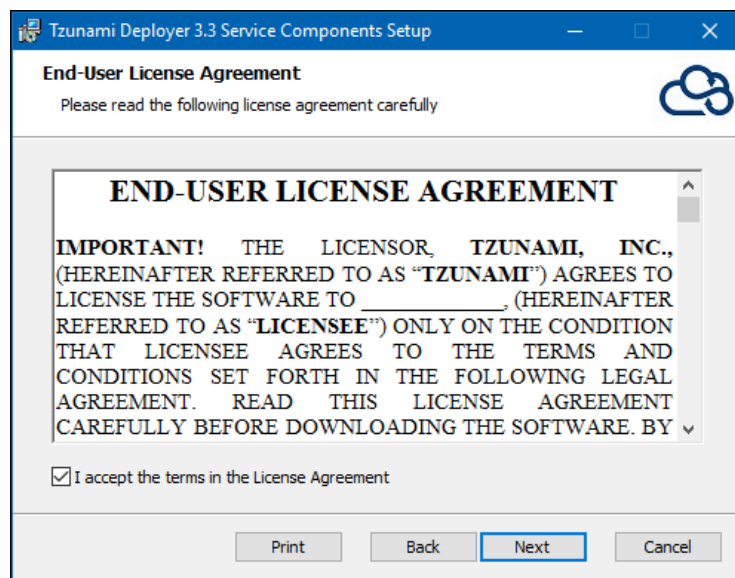 Tzunami Deployer 3.3 Service Components Setup
End-User License Agreement
Please read the following license agreement carefully
END-USER LICENSE AGREEMENT
IMPORTANT! THE LICENSOR, TZUNAMI, INC.,
(HEREINAFTER REFERRED TO AS “TZUNAMI”) AGREES TO
LICENSE THE SOFTWARE TO _____________, (HEREINAFTER
REFERRED TO AS “LICENSEE”) ONLY ON THE CONDITION
THAT LICENSEE AGREES TO THE TERMS AND
CONDITIONS SET FORTH IN THE FOLLOWING LEGAL
AGREEMENT. READ THIS LICENSE AGREEMENT
CAREFULLY BEFORE DOWNLOADING THE SOFTWARE. BY
I accept the terms in the License Agreement
Print Back Next Cancel